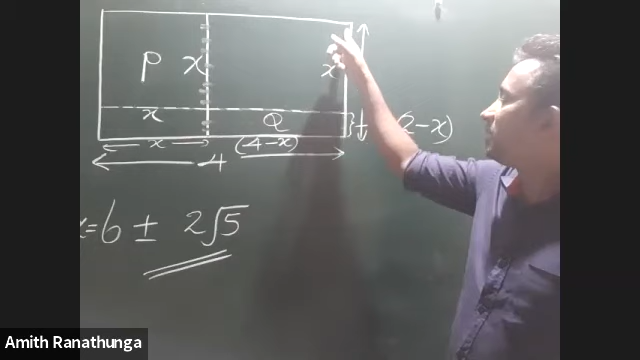 P x x
x Q
x (4-x) (2-x)
4
x = 6 ± 2√5
Amith Ranathunga